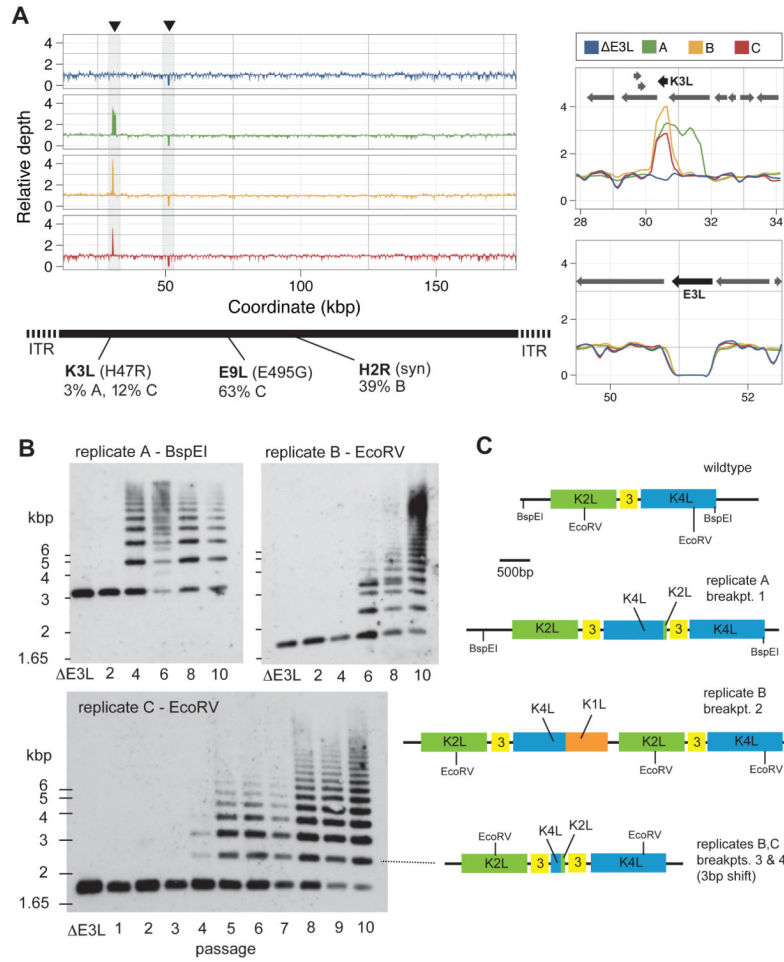 A
4
2
0
4
2
0
4
2
0
4
2
0
Relative depth
50
100
150
Coordinate (kbp)
ITR
ITR
K3L (H47R)
3% A, 12% C
E9L (E495G)
63% C
H2R (syn)
39% B
ΔE3L A B C
K3L
4
2
0
28 30 32 34
E3L
4
2
0
50
52
B
replicate A - BspEI
kbp
6
5
4
3
2
1.65
ΔE3L 2 4 6 8 10
replicate B - EcoRV
ΔE3L 2 4 6 8 10
replicate C - EcoRV
kbp
6
5
4
3
2
1.65
ΔE3L 1 2 3 4 5 6 7 8 9 10
passage
C
wildtype
K2L 3 K4L
BspEI
EcoRV
BspEI
EcoRV
500bp
replicate A
breakpt. 1
K4L
K2L
K2L 3 3 K4L
BspEI
BspEI
replicate B
breakpt. 2
K4L
K1L
K2L 3 K2L 3 K4L
EcoRV
EcoRV
EcoRV
EcoRV
K4L
K2L
EcoRV
K2L 3 3 K4L
replicates B,C
breakpts. 3 & 4
(3bp shift)